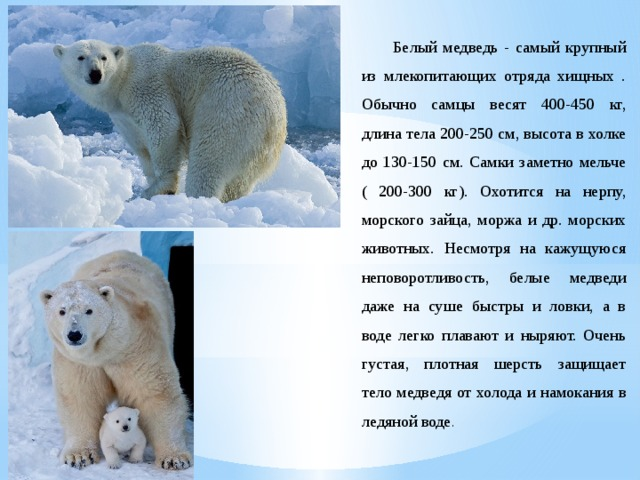 Белый медведь - самый крупный
из млекопитающих отряда хищных .
Обычно самцы весят 400-450 кг,
длина тела 200-250 см, высота в холке
до 130-150 см. Самки заметно мельче
( 200-300 кг). Охотится на нерпу,
морского зайца, моржа и др. морских
животных. Несмотря на кажущуюся
неповоротливость, белые медведи
даже на суше быстры и ловки, а в
воде легко плавают и ныряют. Очень
густая, плотная шерсть защищает
тело медведя от холода и намокания в
ледяной воде.